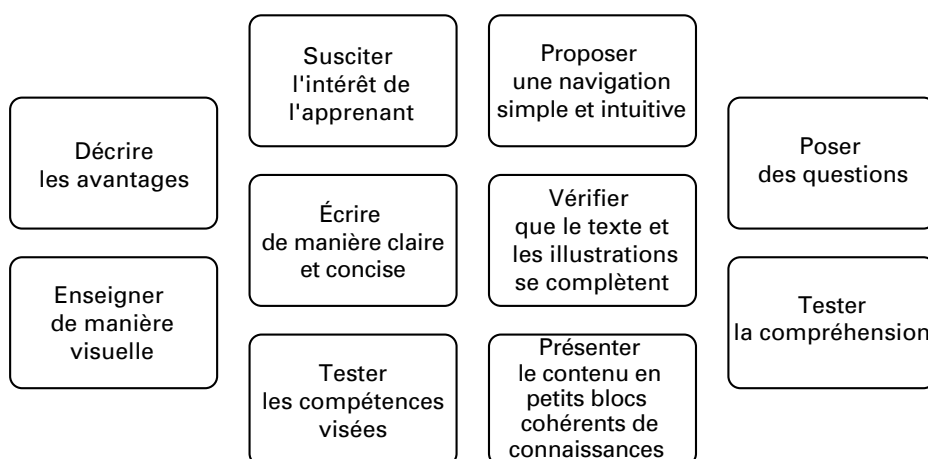 Susciter
l'intérêt de
l'apprenant
Proposer
une navigation
simple et intuitive
Décrire
les avantages
Poser
des questions
Écrire
de manière claire
et concise
Vérifier
que le texte et
les illustrations
se complètent
Enseigner
de manière
visuelle
Tester
la compréhension
Tester
les compétences
visées
Présenter
le contenu en
petits blocs
cohérents de
connaissances